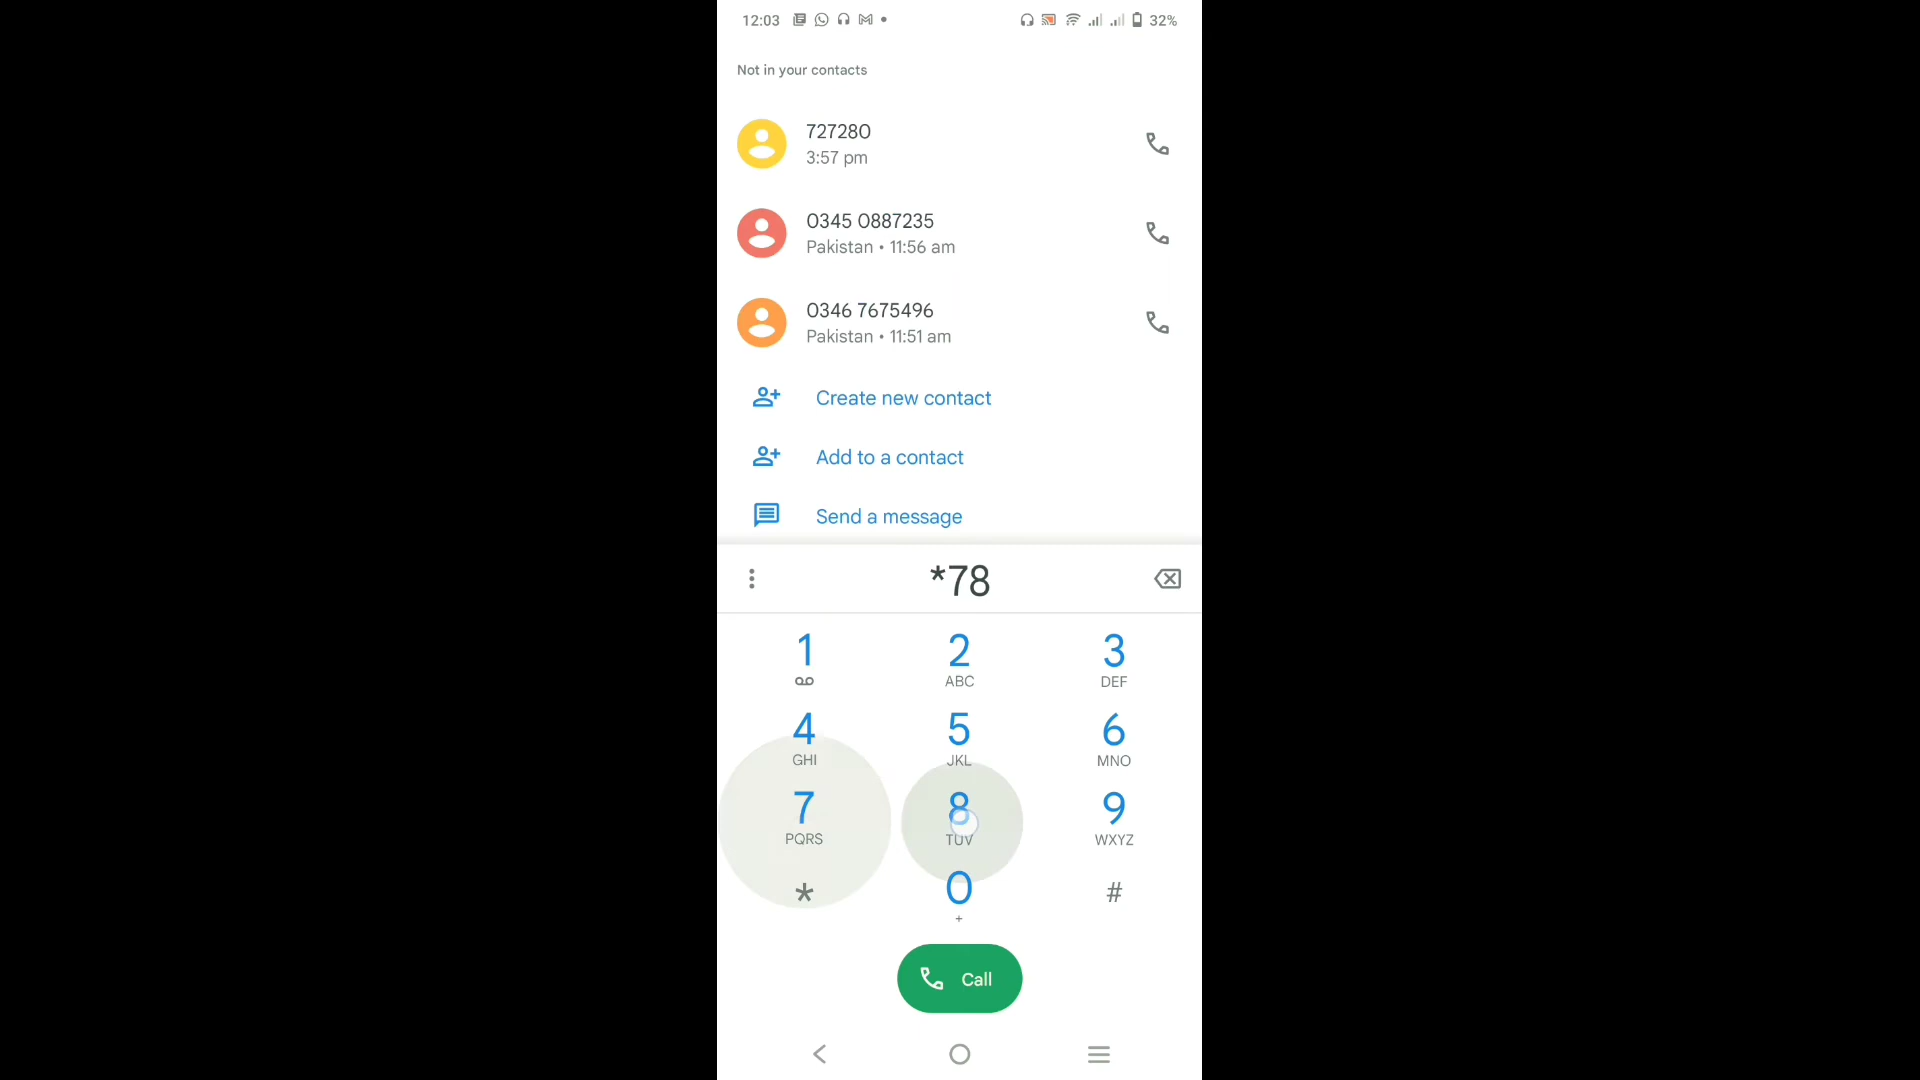 12:03 32%
Not in your contacts
727280
3:57 pm
0345 0887235
Pakistan • 11:56 am
0346 7675496
Pakistan • 11:51 am
Create new contact
Add to a contact
Send a message
*78
1 2 3
ABC DEF
4 5 6
GHI JKL MNO
7 8 9
PQRS TUV WXYZ
* 0 #
+
Call